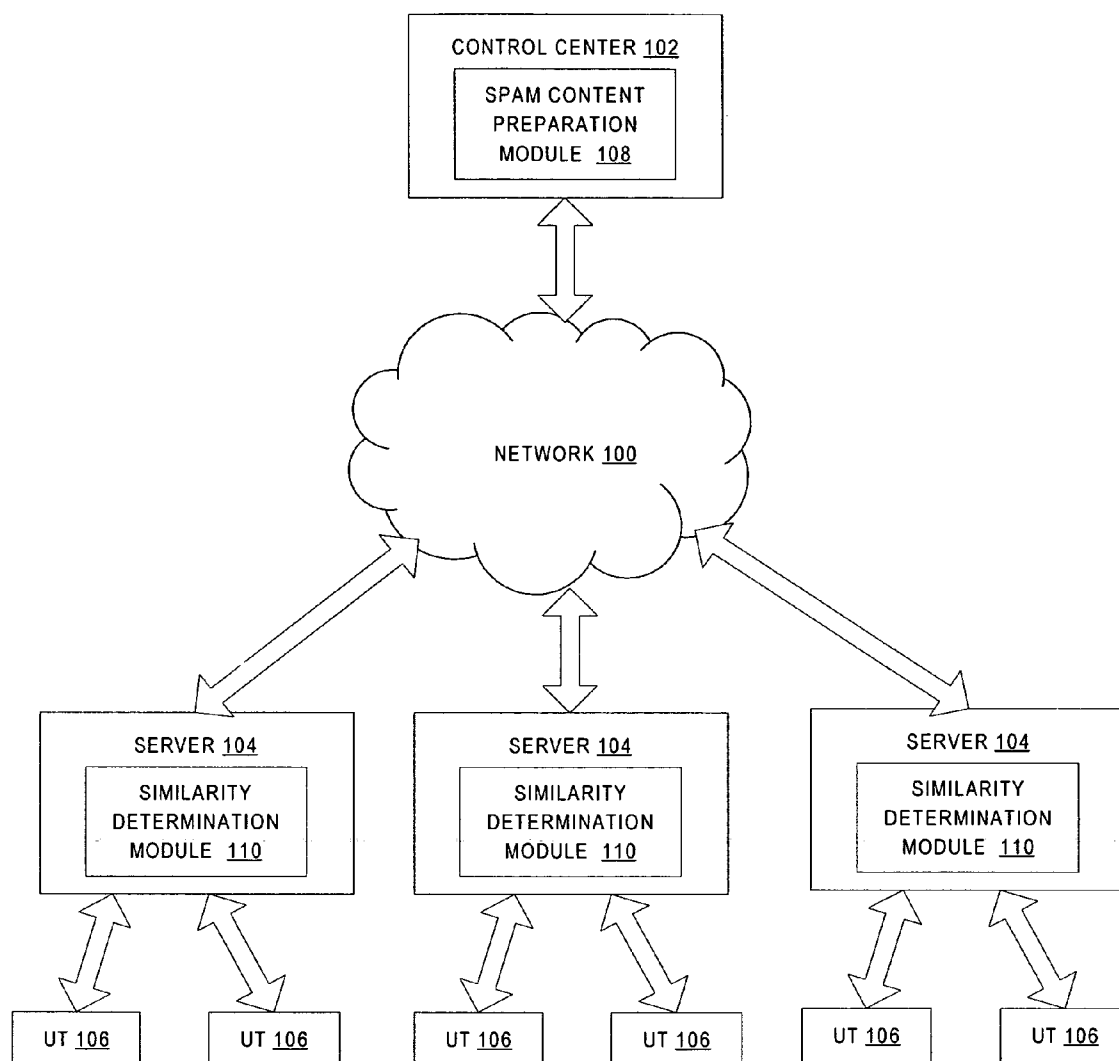 CONTROL CENTER 102
SPAM CONTENT
PREPARATION
MODULE 108
NETWORK 100
SERVER 104
SIMILARITY
DETERMINATION
MODULE 110
SERVER 104
SIMILARITY
DETERMINATION
MODULE 110
SERVER 104
SIMILARITY
DETERMINATION
MODULE 110
UT 106
UT 106
UT 106
UT 106
UT 106
UT 106